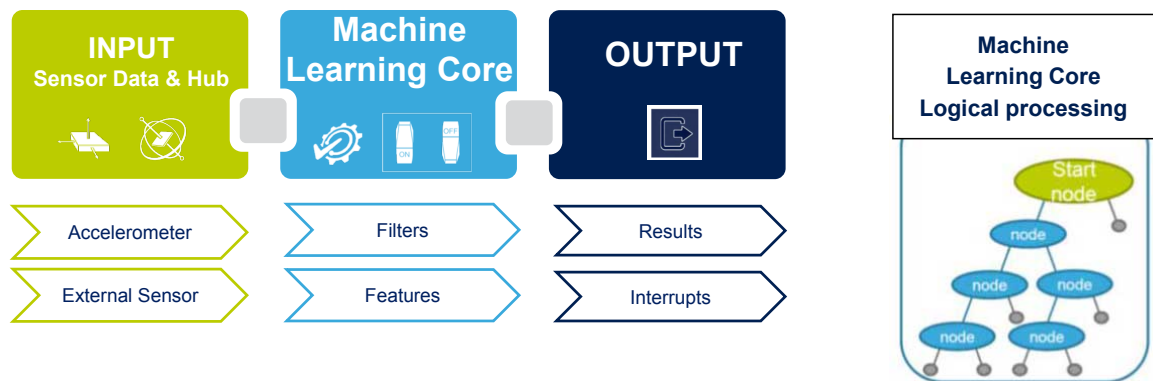 INPUT
Sensor Data & Hub
Machine
Learning Core
ON
OFF
OUTPUT
Accelerometer
Filters
Results
External Sensor
Features
Interrupts
Machine
Learning Core
Logical processing
Start
node
node
node
node
node
node